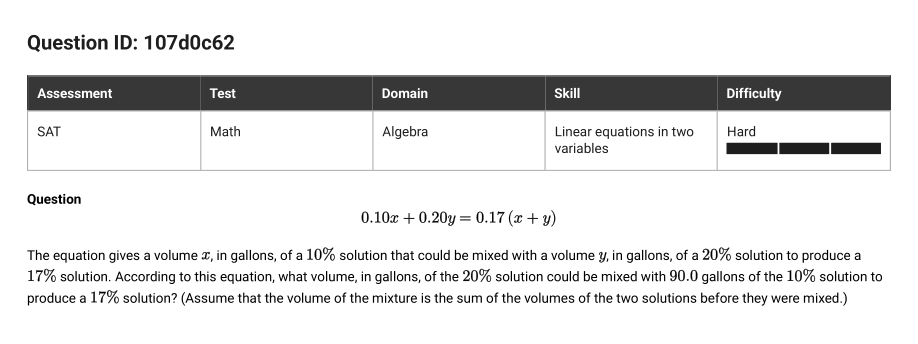 Question ID: 107d0c62
Assessment Test Domain Skill Difficulty
SAT Math Algebra Linear equations in two variables Hard
Question
0.10x + 0.20y = 0.17 (x + y)
The equation gives a volume x, in gallons, of a 10% solution that could be mixed with a volume y, in gallons, of a 20% solution to produce a
17% solution. According to this equation, what volume, in gallons, of the 20% solution could be mixed with 90.0 gallons of the 10% solution to
produce a 17% solution? (Assume that the volume of the mixture is the sum of the volumes of the two solutions before they were mixed.)